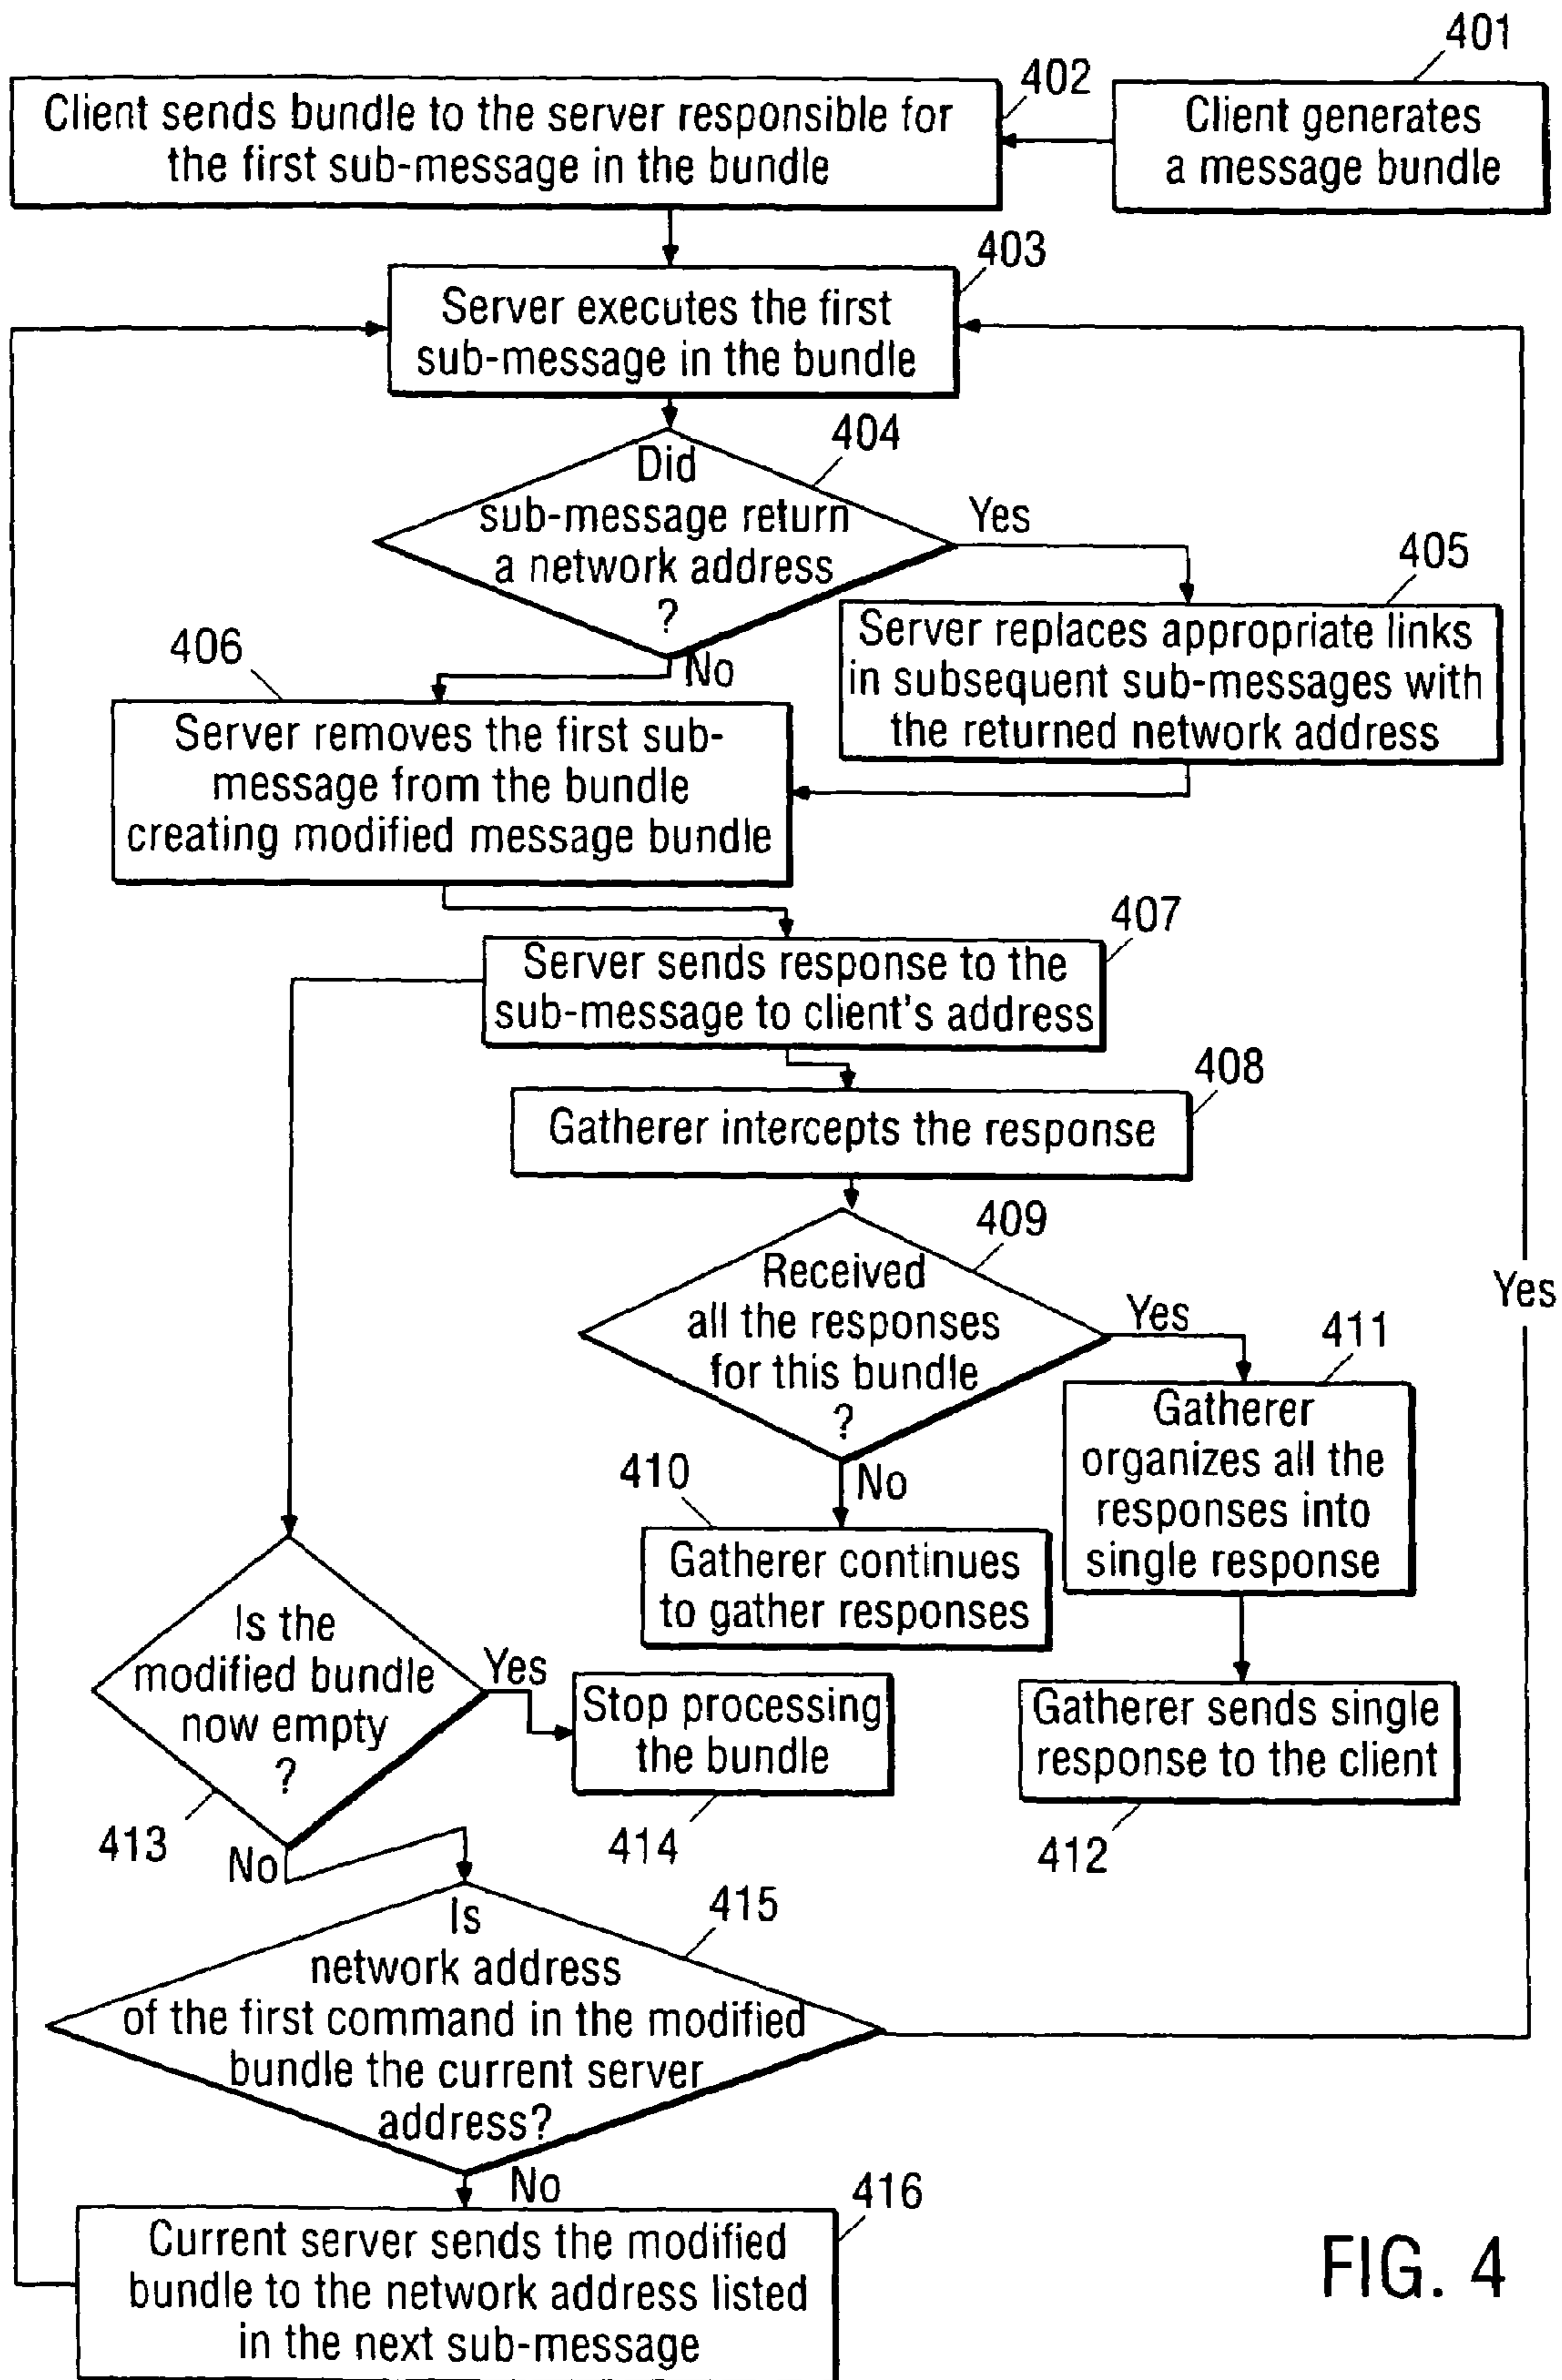 401
402
Client sends bundle to the server responsible for
the first sub-message in the bundle
Client generates
a message bundle
403
Server executes the first
sub-message in the bundle
404
Did
sub-message return
a network address
?
Yes
No
405
Server replaces appropriate links
in subsequent sub-messages with
the returned network address
406
Server removes the first sub-
message from the bundle
creating modified message bundle
407
Server sends response to the
sub-message to client's address
408
Gatherer intercepts the response
409
Received
all the responses
for this bundle
?
Yes
No
Yes
410
Gatherer continues
to gather responses
411
Gatherer
organizes all the
responses into
single response
Gatherer sends single
response to the client
412
Is the
modified bundle
now empty
?
413
Yes
No
Stop processing
the bundle
414
415
Is
network address
of the first command in the modified
bundle the current server
address?
No
416
Current server sends the modified
bundle to the network address listed
in the next sub-message
FIG. 4